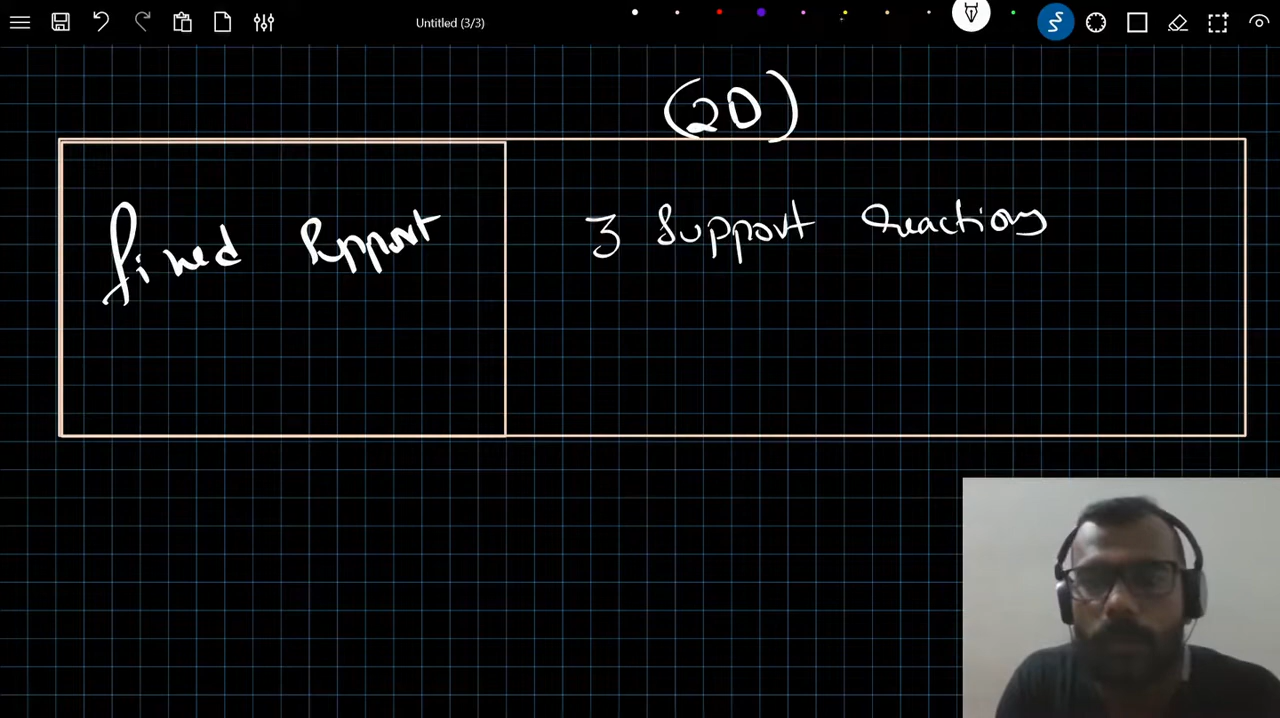 Untitled (3/3)
(2D)
fixed support
3 support reactions